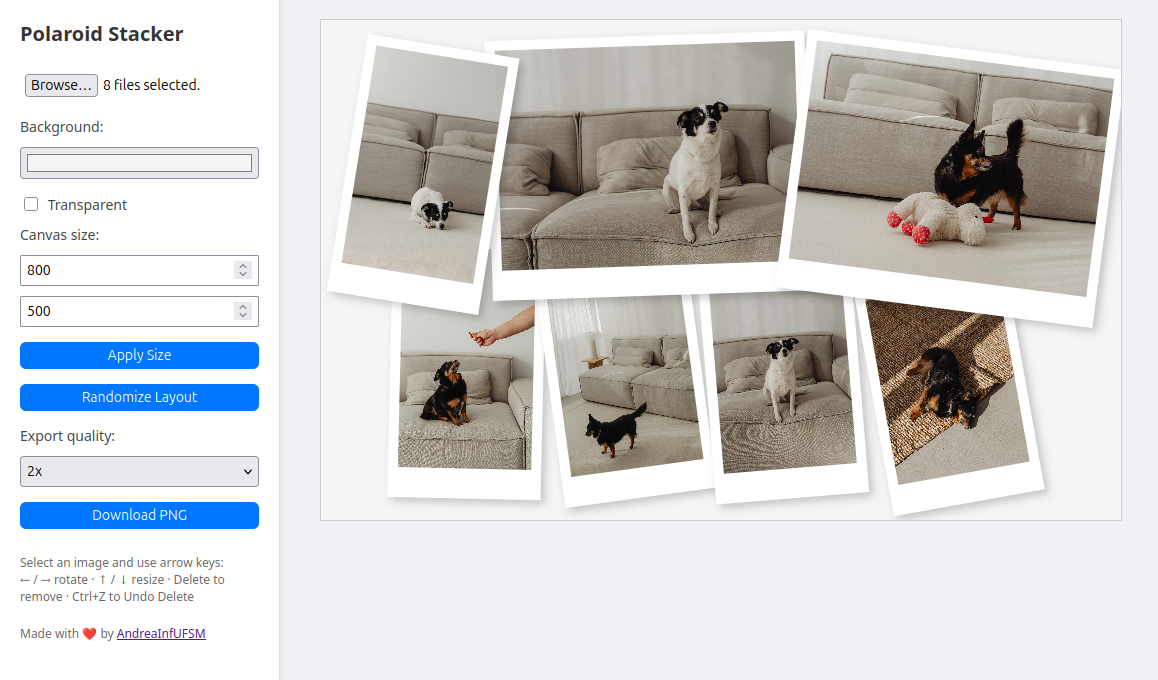 Polaroid Stacker
Browse... 8 files selected.
Background:
Transparent
Canvas size:
800
500
Apply Size
Randomize Layout
Export quality:
2x
Download PNG
Select an image and use arrow keys:
← / → rotate · ↑ / ↓ resize · Delete to
remove · Ctrl+Z to Undo Delete
Made with ❤️ by AndreaInfUFSM